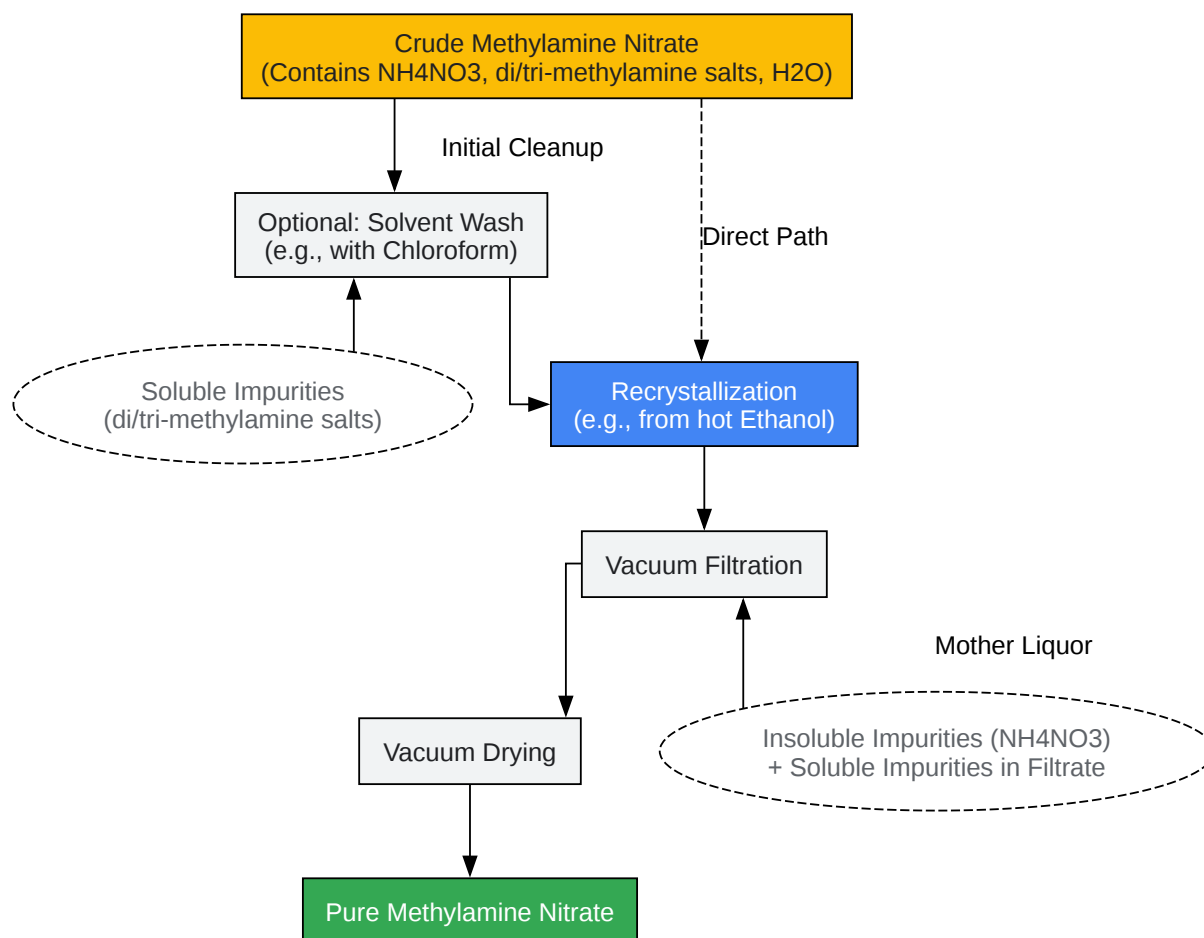 Crude Methylamine Nitrate
(Contains NH4NO3, di/tri-methylamine salts, H2O)
Initial Cleanup
Optional: Solvent Wash
(e.g., with Chloroform)
Direct Path
Soluble Impurities
(di/tri-methylamine salts)
Recrystallization
(e.g., from hot Ethanol)
Vacuum Filtration
Mother Liquor
Insoluble Impurities (NH4NO3)
+ Soluble Impurities in Filtrate
Vacuum Drying
Pure Methylamine Nitrate